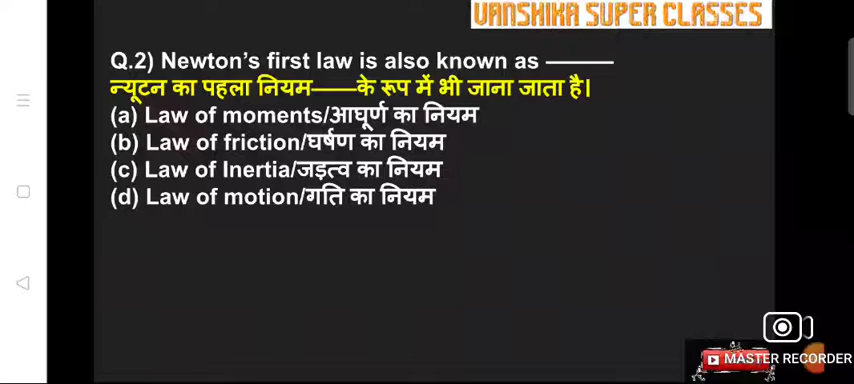 VANSHIKA SUPER CLASSES
Q.2) Newton's first law is also known as ———
न्यूटन का पहला नियम——के रूप में भी जाना जाता है।
(a) Law of moments/आघूर्ण का नियम
(b) Law of friction/घर्षण का नियम
(c) Law of Inertia/जड़त्व का नियम
(d) Law of motion/गति का नियम
MASTER RECORDER